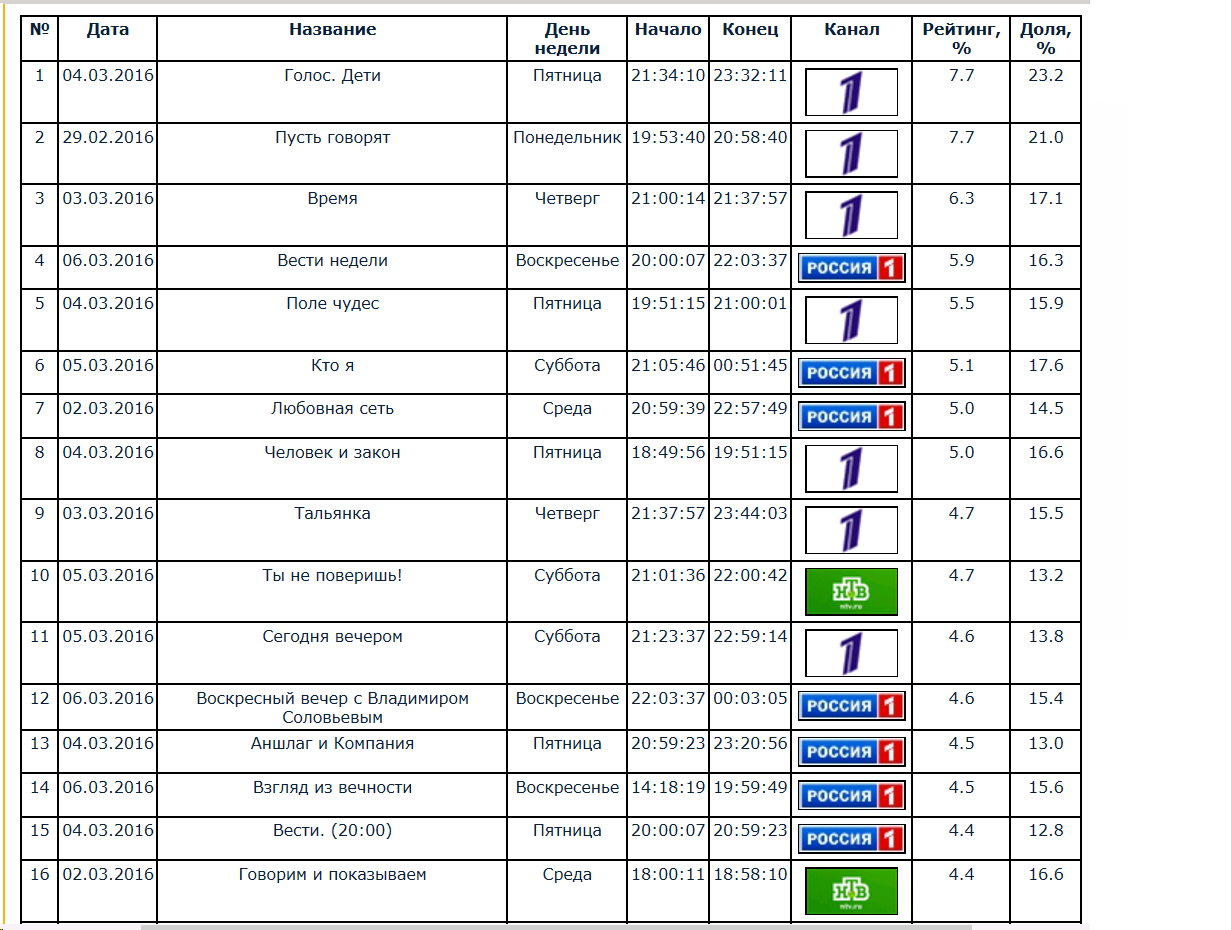 № Дата Название День недели Начало Конец Канал Рейтинг, % Доля, %
1 04.03.2016 Голос. Дети Пятница 21:34:10 23:32:11 1 7.7 23.2
2 29.02.2016 Пусть говорят Понедельник 19:53:40 20:58:40 1 7.7 21.0
3 03.03.2016 Время Четверг 21:00:14 21:37:57 1 6.3 17.1
4 06.03.2016 Вести недели Воскресенье 20:00:07 22:03:37 РОССИЯ 1 5.9 16.3
5 04.03.2016 Поле чудес Пятница 19:51:15 21:00:01 1 5.5 15.9
6 05.03.2016 Кто я Суббота 21:05:46 00:51:45 РОССИЯ 1 5.1 17.6
7 02.03.2016 Любовная сеть Среда 20:59:39 22:57:49 РОССИЯ 1 5.0 14.5
8 04.03.2016 Человек и закон Пятница 18:49:56 19:51:15 1 5.0 16.6
9 03.03.2016 Тальянка Четверг 21:37:57 23:44:03 1 4.7 15.5
10 05.03.2016 Ты не поверишь! Суббота 21:01:36 22:00:42 НТВ ntv.ru 4.7 13.2
11 05.03.2016 Сегодня вечером Суббота 21:23:37 22:59:14 1 4.6 13.8
12 06.03.2016 Воскресный вечер с Владимиром Соловьевым Воскресенье 22:03:37 00:03:05 РОССИЯ 1 4.6 15.4
13 04.03.2016 Аншлаг и Компания Пятница 20:59:23 23:20:56 РОССИЯ 1 4.5 13.0
14 06.03.2016 Взгляд из вечности Воскресенье 14:18:19 19:59:49 РОССИЯ 1 4.5 15.6
15 04.03.2016 Вести. (20:00) Пятница 20:00:07 20:59:23 РОССИЯ 1 4.4 12.8
16 02.03.2016 Говорим и показываем Среда 18:00:11 18:58:10 НТВ ntv.ru 4.4 16.6